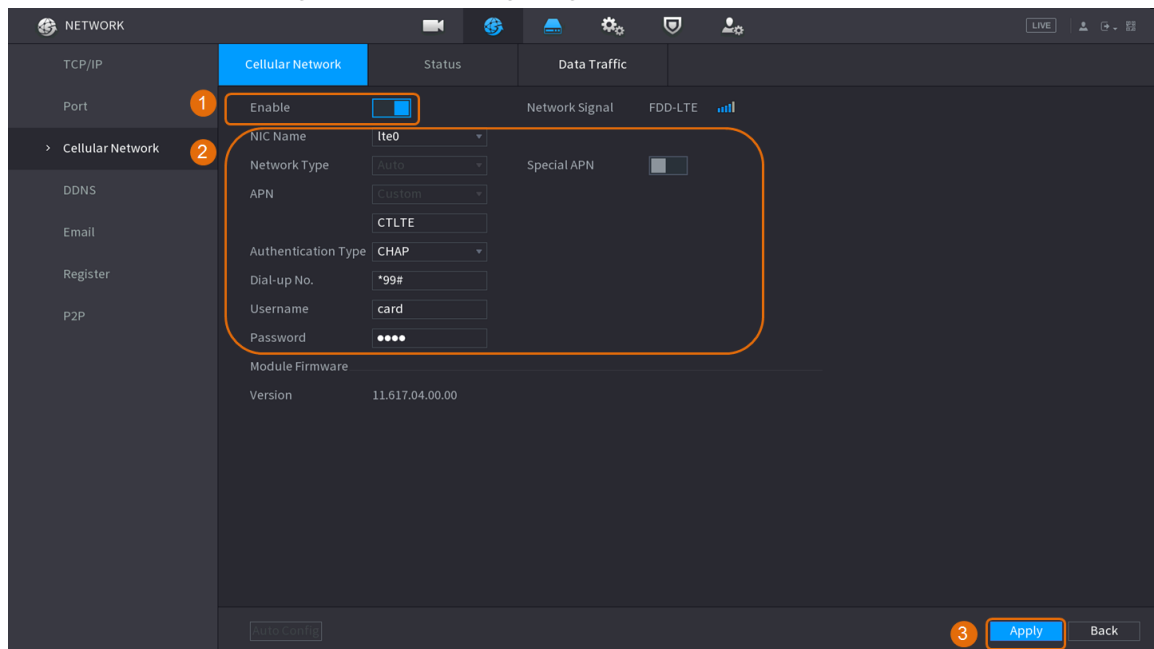 NETWORK
LIVE
TCP/IP
Port
Cellular Network
DDNS
Email
Register
P2P
Cellular Network Status Data Traffic
1 Enable Network Signal FDD-LTE
2
NIC Name lte0
Network Type Auto Special APN
APN Custom
CTLTE
Authentication Type CHAP
Dial-up No. *99#
Username card
Password ••••
Module Firmware
Version 11.617.04.00.00
Auto Config 3 Apply Back